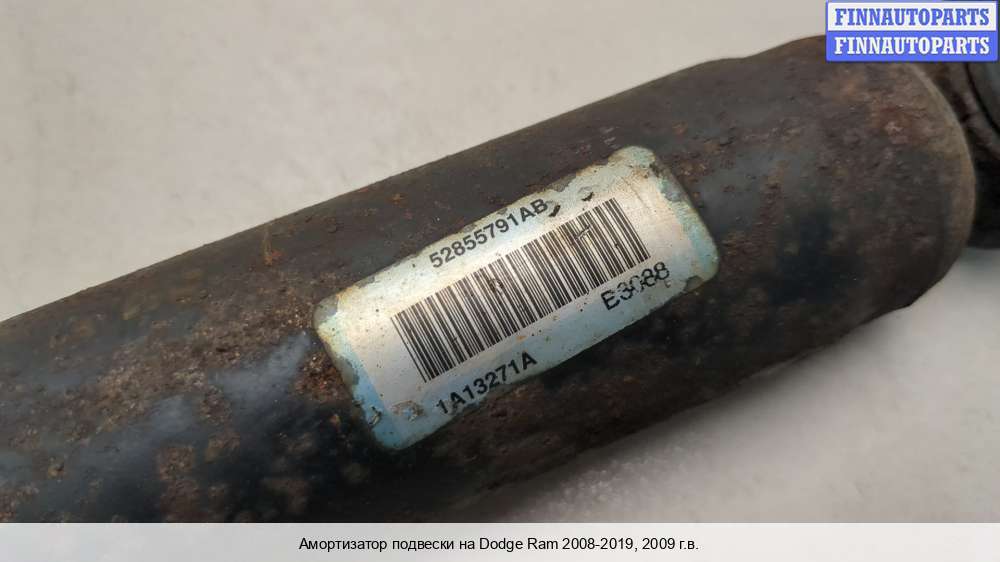 FINNAUTOPARTS
FINNAUTOPARTS
52855791AB
E3088
1A13271A
Амортизатор подвески на Dodge Ram 2008-2019, 2009 г.в.